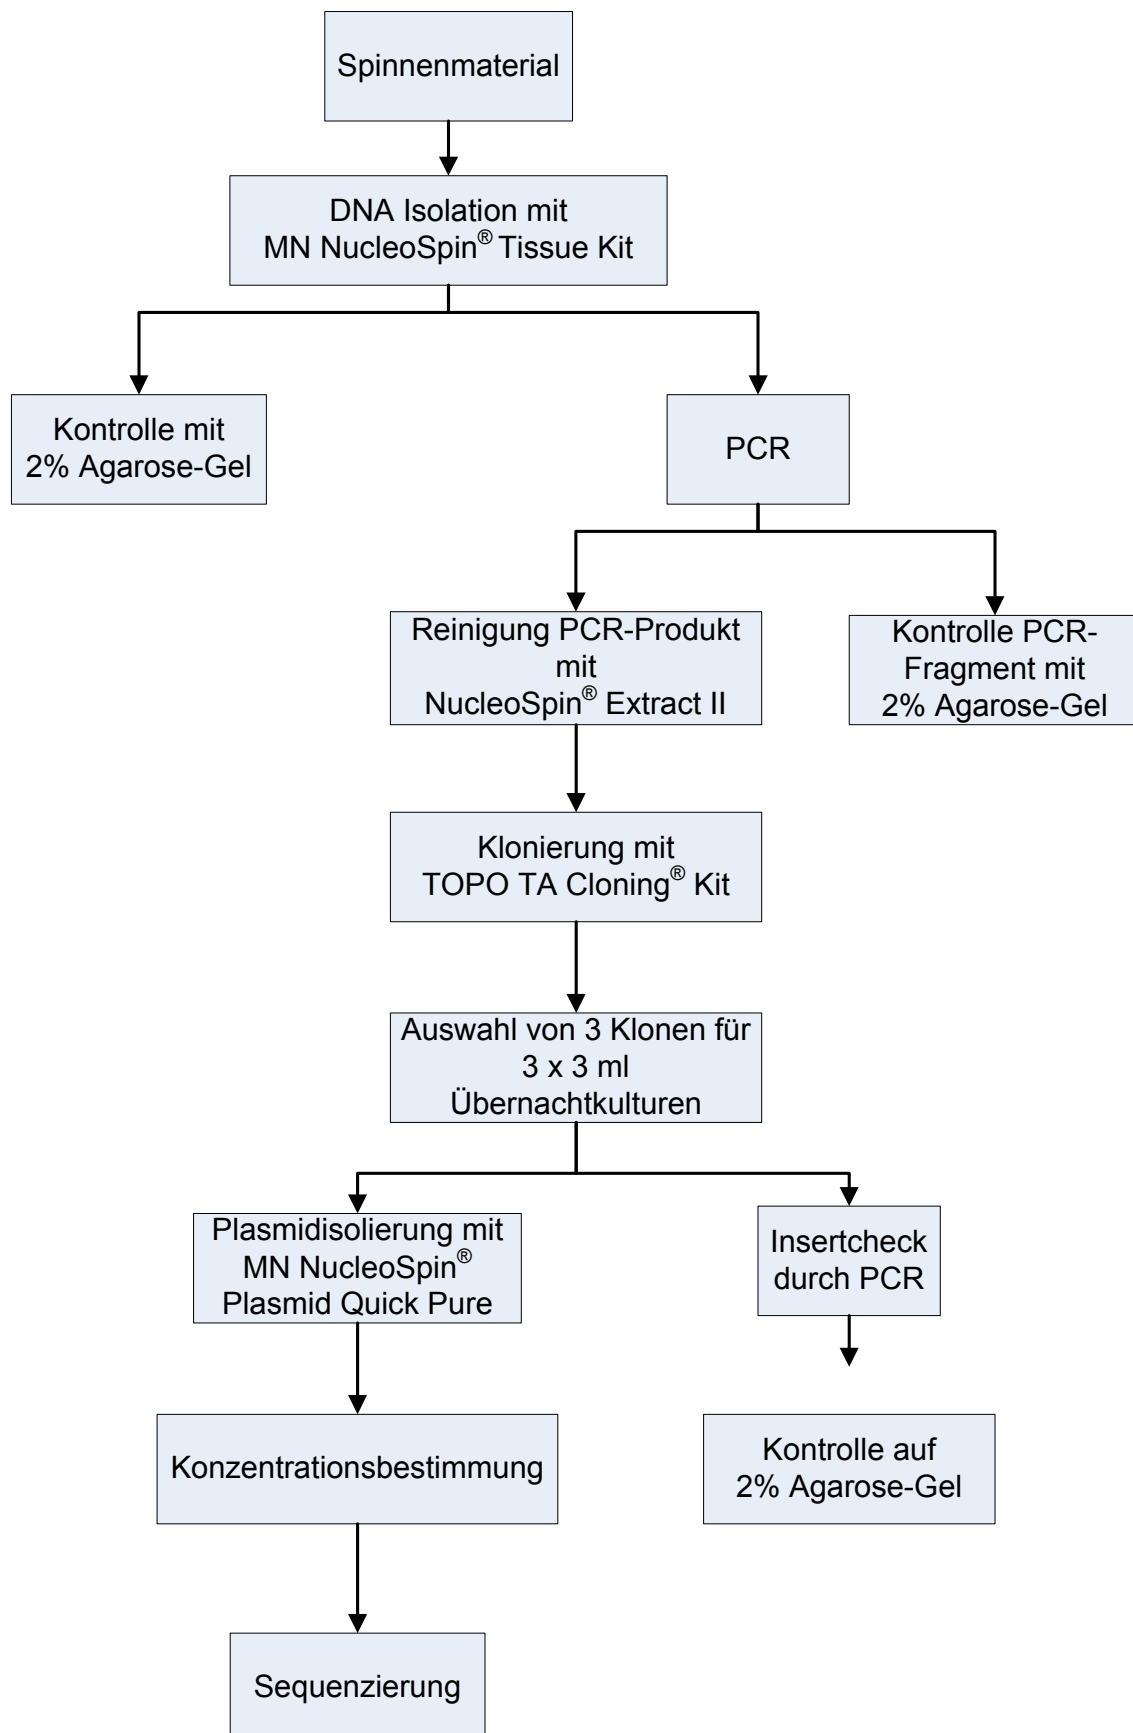 Spinnenmaterial
DNA Isolation mit
MN NucleoSpin® Tissue Kit
Kontrolle mit
2% Agarose-Gel
PCR
Reinigung PCR-Produkt
mit
NucleoSpin® Extract II
Kontrolle PCR-
Fragment mit
2% Agarose-Gel
Klonierung mit
TOPO TA Cloning® Kit
Auswahl von 3 Klonen für
3 x 3 ml
Übernachtkulturen
Plasmidisolierung mit
MN NucleoSpin®
Plasmid Quick Pure
Insertcheck
durch PCR
Konzentrationsbestimmung
Kontrolle auf
2% Agarose-Gel
Sequenzierung